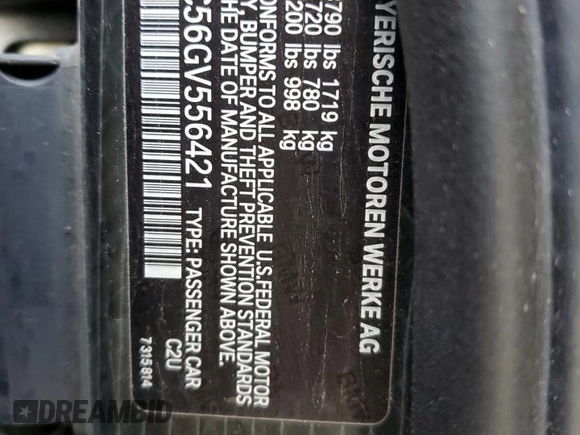 YERISCHE MOTOREN WERKE AG
790 lbs 1719 kg
720 lbs 780 kg
200 lbs 998 kg
CONFORMS TO ALL APPLICABLE U.S. FEDERAL MOTOR
Y, BUMPER AND THEFT PREVENTION STANDARDS
THE DATE OF MANUFACTURE SHOWN ABOVE.
C56GV556421 TYPE: PASSENGER CAR
C2U
7315814
DREAMBID